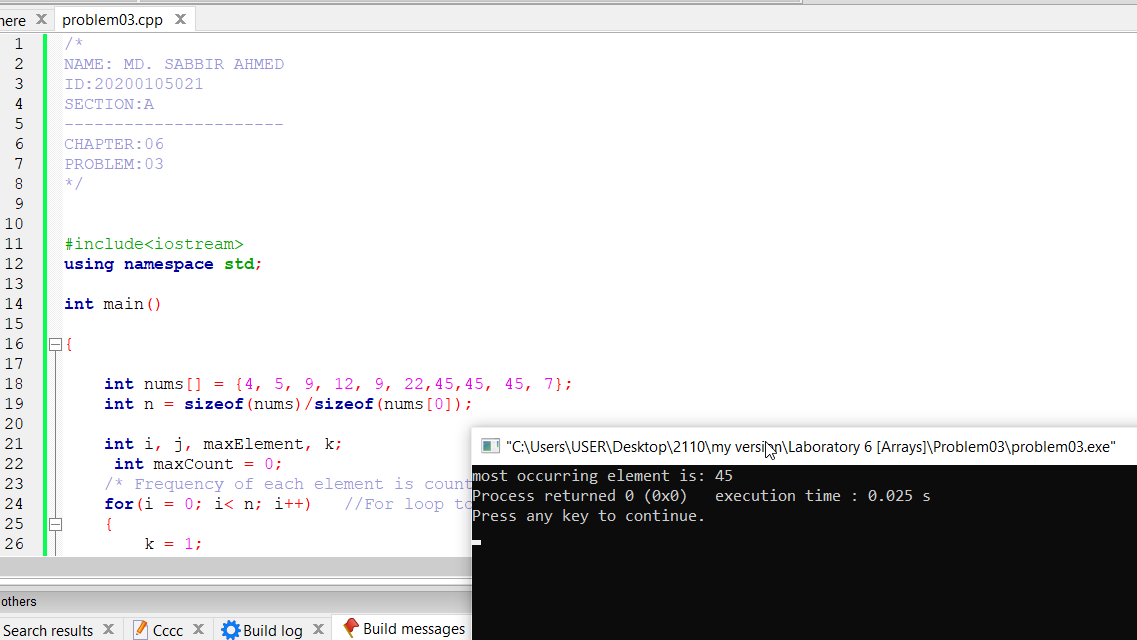 here
problem03.cpp
1 /*
2 NAME: MD. SABBIR AHMED
3 ID:20200105021
4 SECTION:A
5 ----------------------
6 CHAPTER:06
7 PROBLEM:03
8 */
9
10
11 #include<iostream>
12 using namespace std;
13
14 int main()
15
16 {
17
18 int nums[] = {4, 5, 9, 12, 9, 22,45,45, 45, 7};
19 int n = sizeof(nums)/sizeof(nums[0]);
20
21 int i, j, maxElement, k;
22 int maxCount = 0;
23 /* Frequency of each element is count
24 for(i = 0; i< n; i++) //For loop to
25 {
26 k = 1;
"C:\Users\USER\Desktop\2110\my version\Laboratory 6 [Arrays]\Problem03\problem03.exe"
most occurring element is: 45
Process returned 0 (0x0) execution time : 0.025 s
Press any key to continue.
others
Search results
Cccc
Build log
Build messages